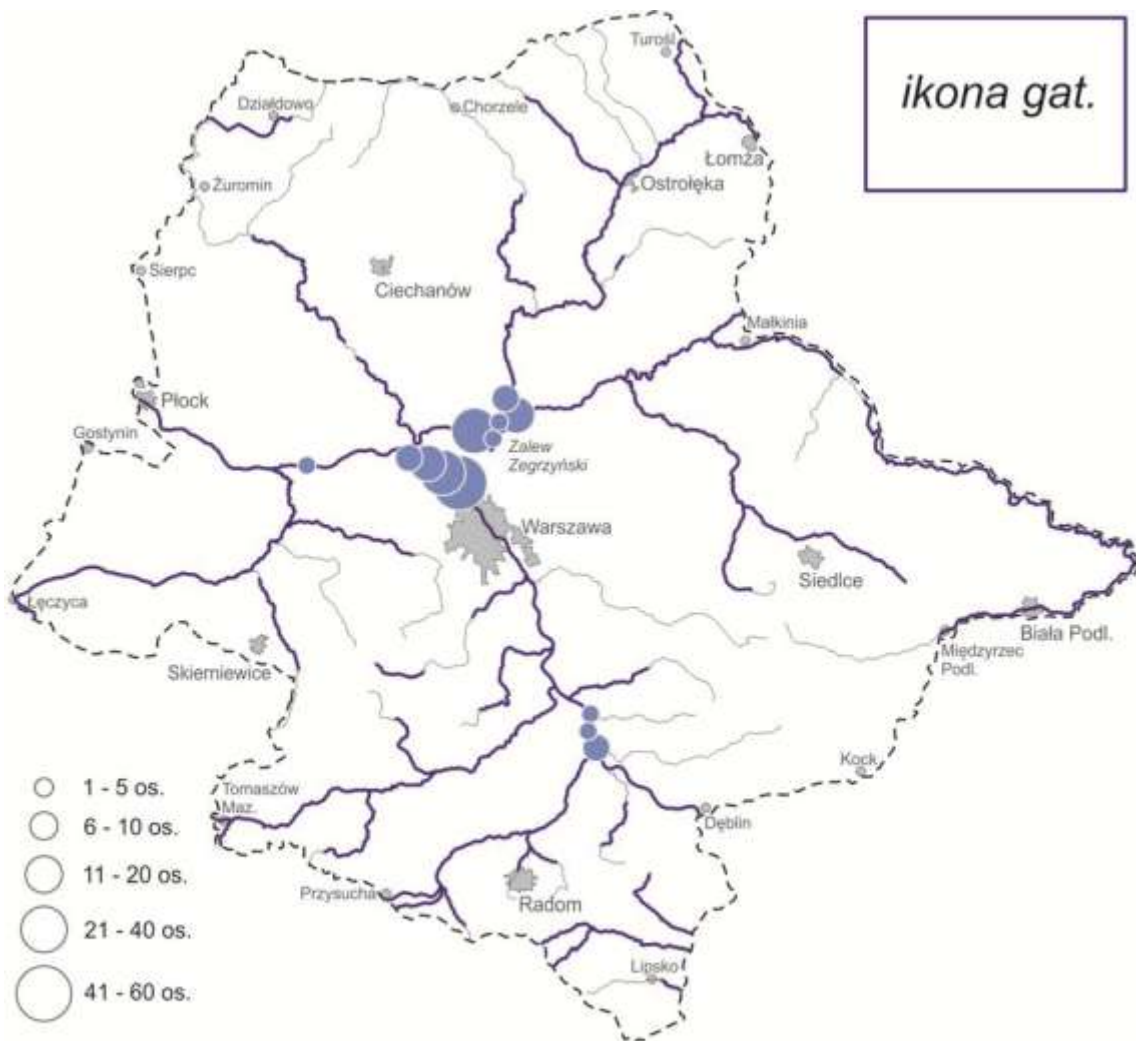 Turośl
ikona gat.
Działdowo
Chorzele
Łomża
Żuromin
Ostrołęka
Sierpc
Ciechanów
Małkinia
Płock
Gostynin
Zalew
Zegrzyński
Warszawa
Siedlce
Łęczyca
Biała Podl.
Skierniewice
Międzyrzec
Podl.
Kock
Tomaszów
Maz.
Dęblin
Przysucha
Radom
Lipsko
1 - 5 os.
6 - 10 os.
11 - 20 os.
21 - 40 os.
41 - 60 os.